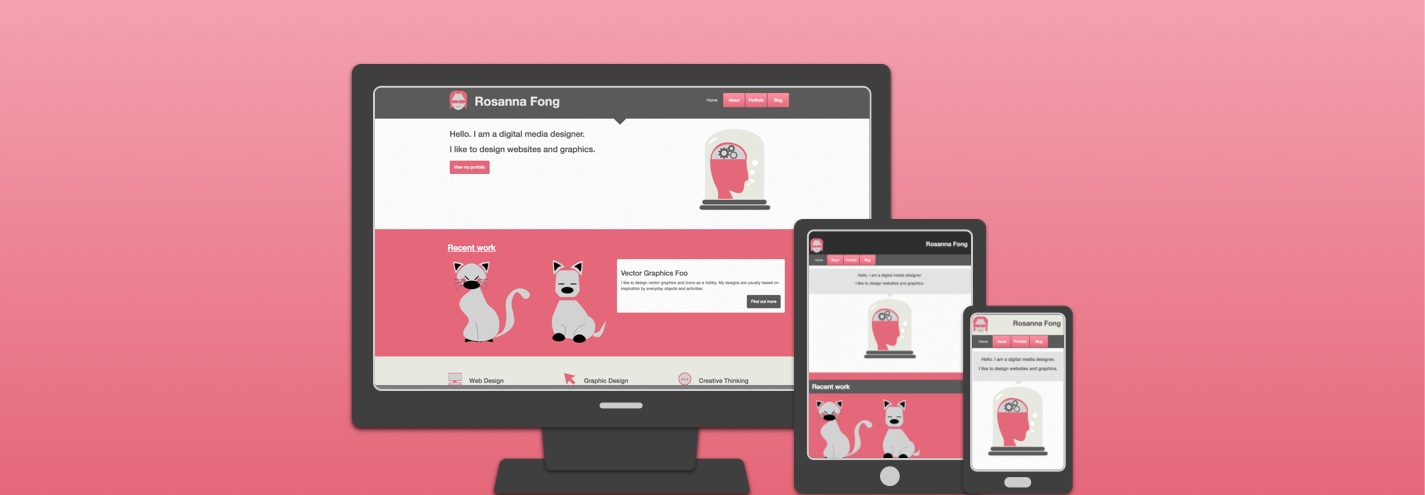 Rosanna Fong
Home About Portfolio Blog
Hello. I am a digital media designer.
I like to design websites and graphics.
View my portfolio
Recent work
Vector Graphics Foo
I like to design vector graphics and icons as a hobby. My designs are usually based on
inspiration by everyday objects and activities.
Find out more
Web Design
Graphic Design
Creative Thinking
Rosanna Fong
Home About Portfolio Blog
Hello. I am a digital media designer.
I like to design websites and graphics.
Recent work
Rosanna Fong
Home About Portfolio Blog
Hello. I am a digital media designer.
I like to design websites and graphics.